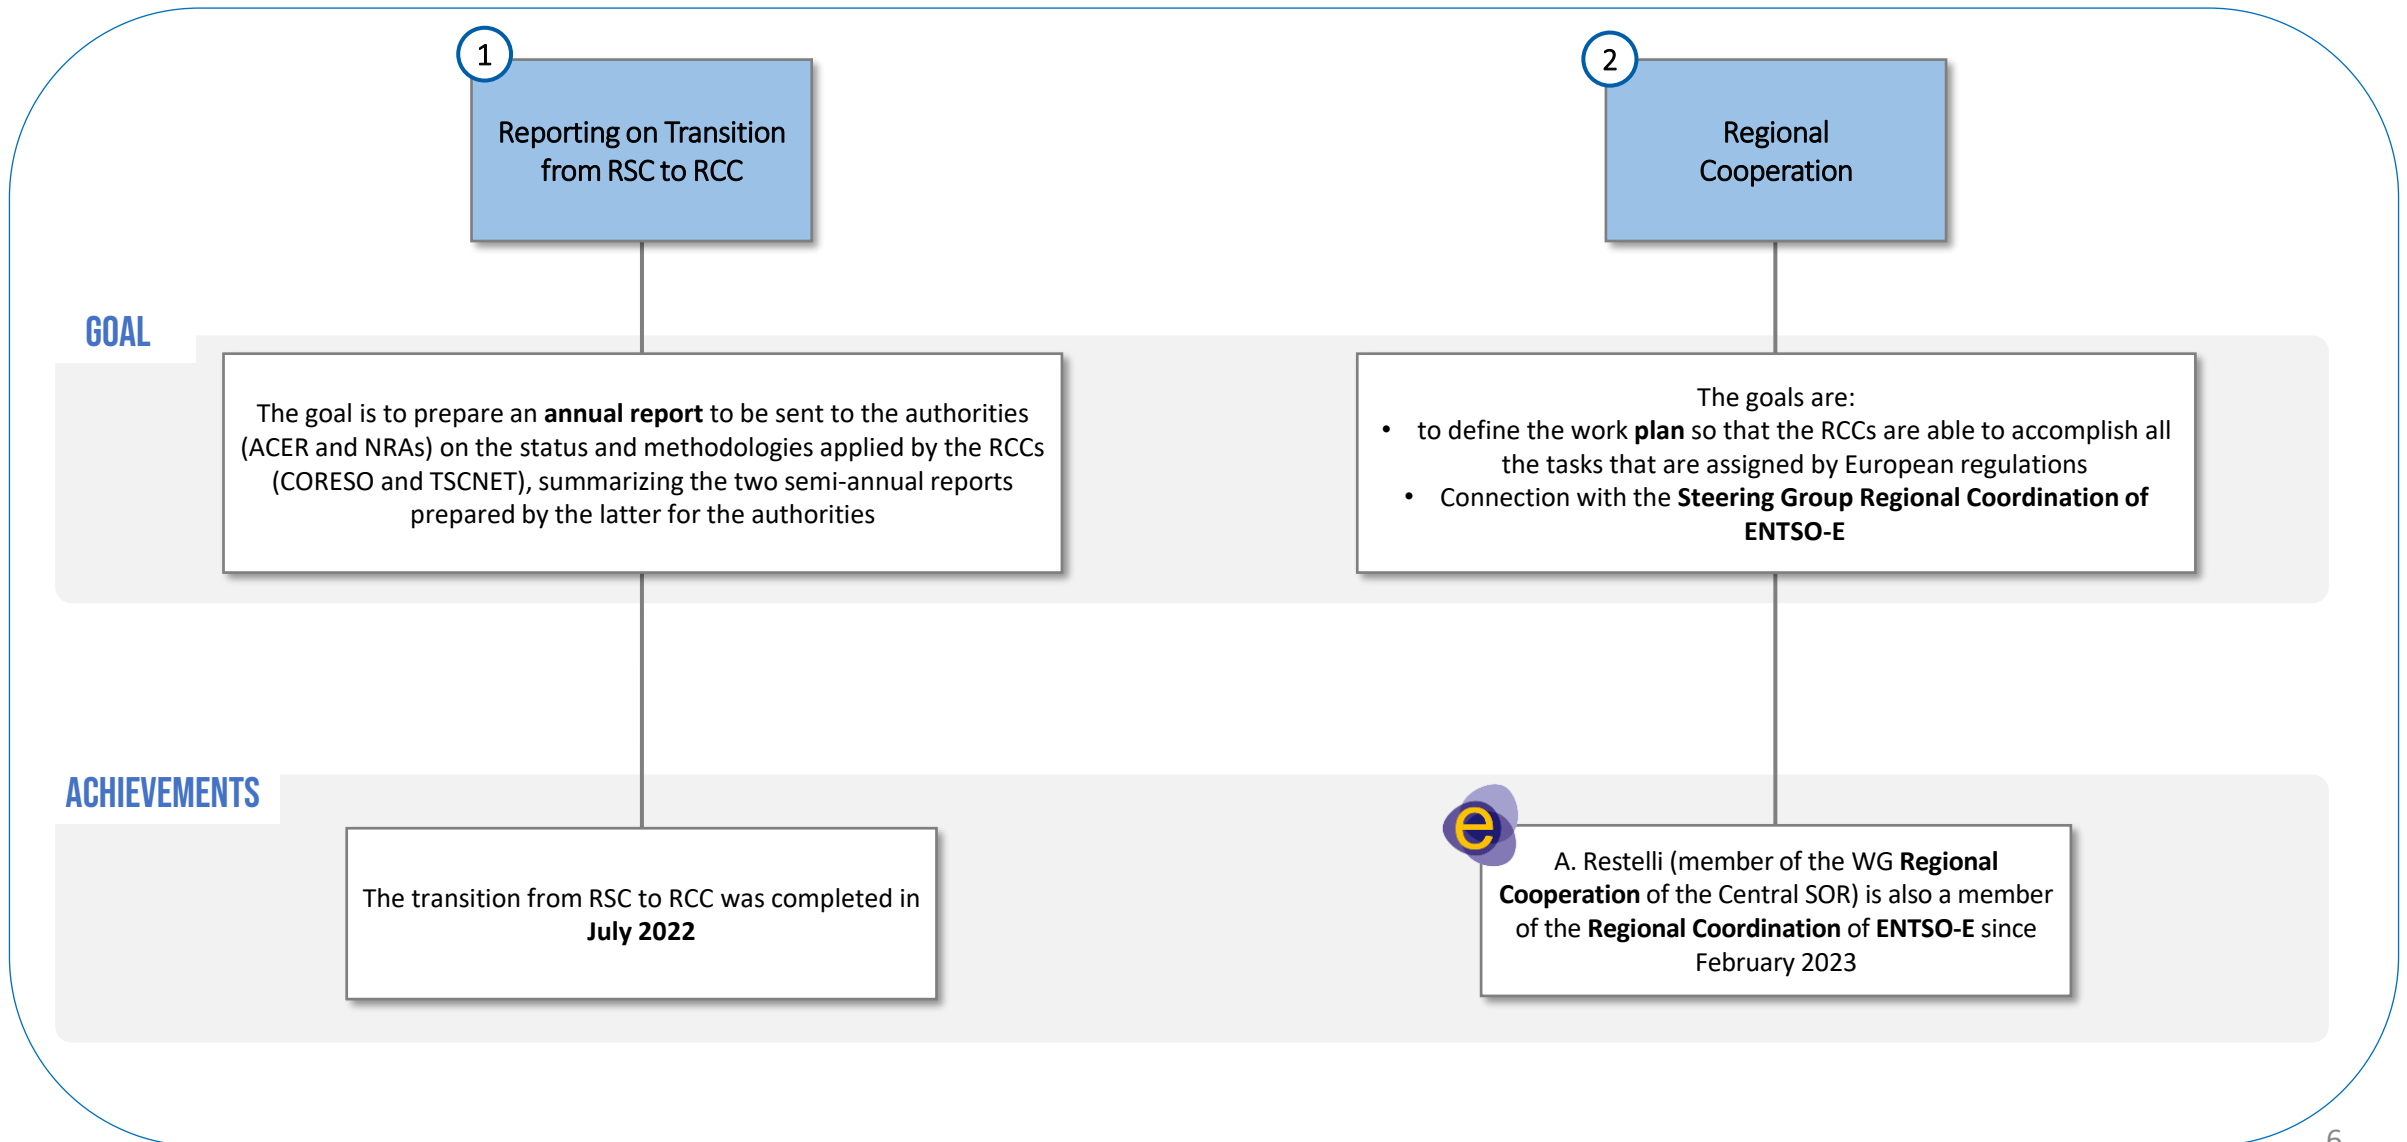 1
Reporting on Transition
from RSC to RCC
2
Regional
Cooperation
GOAL
The goal is to prepare an annual report to be sent to the authorities
(ACER and NRAs) on the status and methodologies applied by the RCCs
(CORESO and TSCNET), summarizing the two semi-annual reports
prepared by the latter for the authorities
The goals are:
• to define the work plan so that the RCCs are able to accomplish all
the tasks that are assigned by European regulations
• Connection with the Steering Group Regional Coordination of
ENTSO-E
ACHIEVEMENTS
The transition from RSC to RCC was completed in
July 2022
e
A. Restelli (member of the WG Regional
Cooperation of the Central SOR) is also a member
of the Regional Coordination of ENTSO-E since
February 2023
6